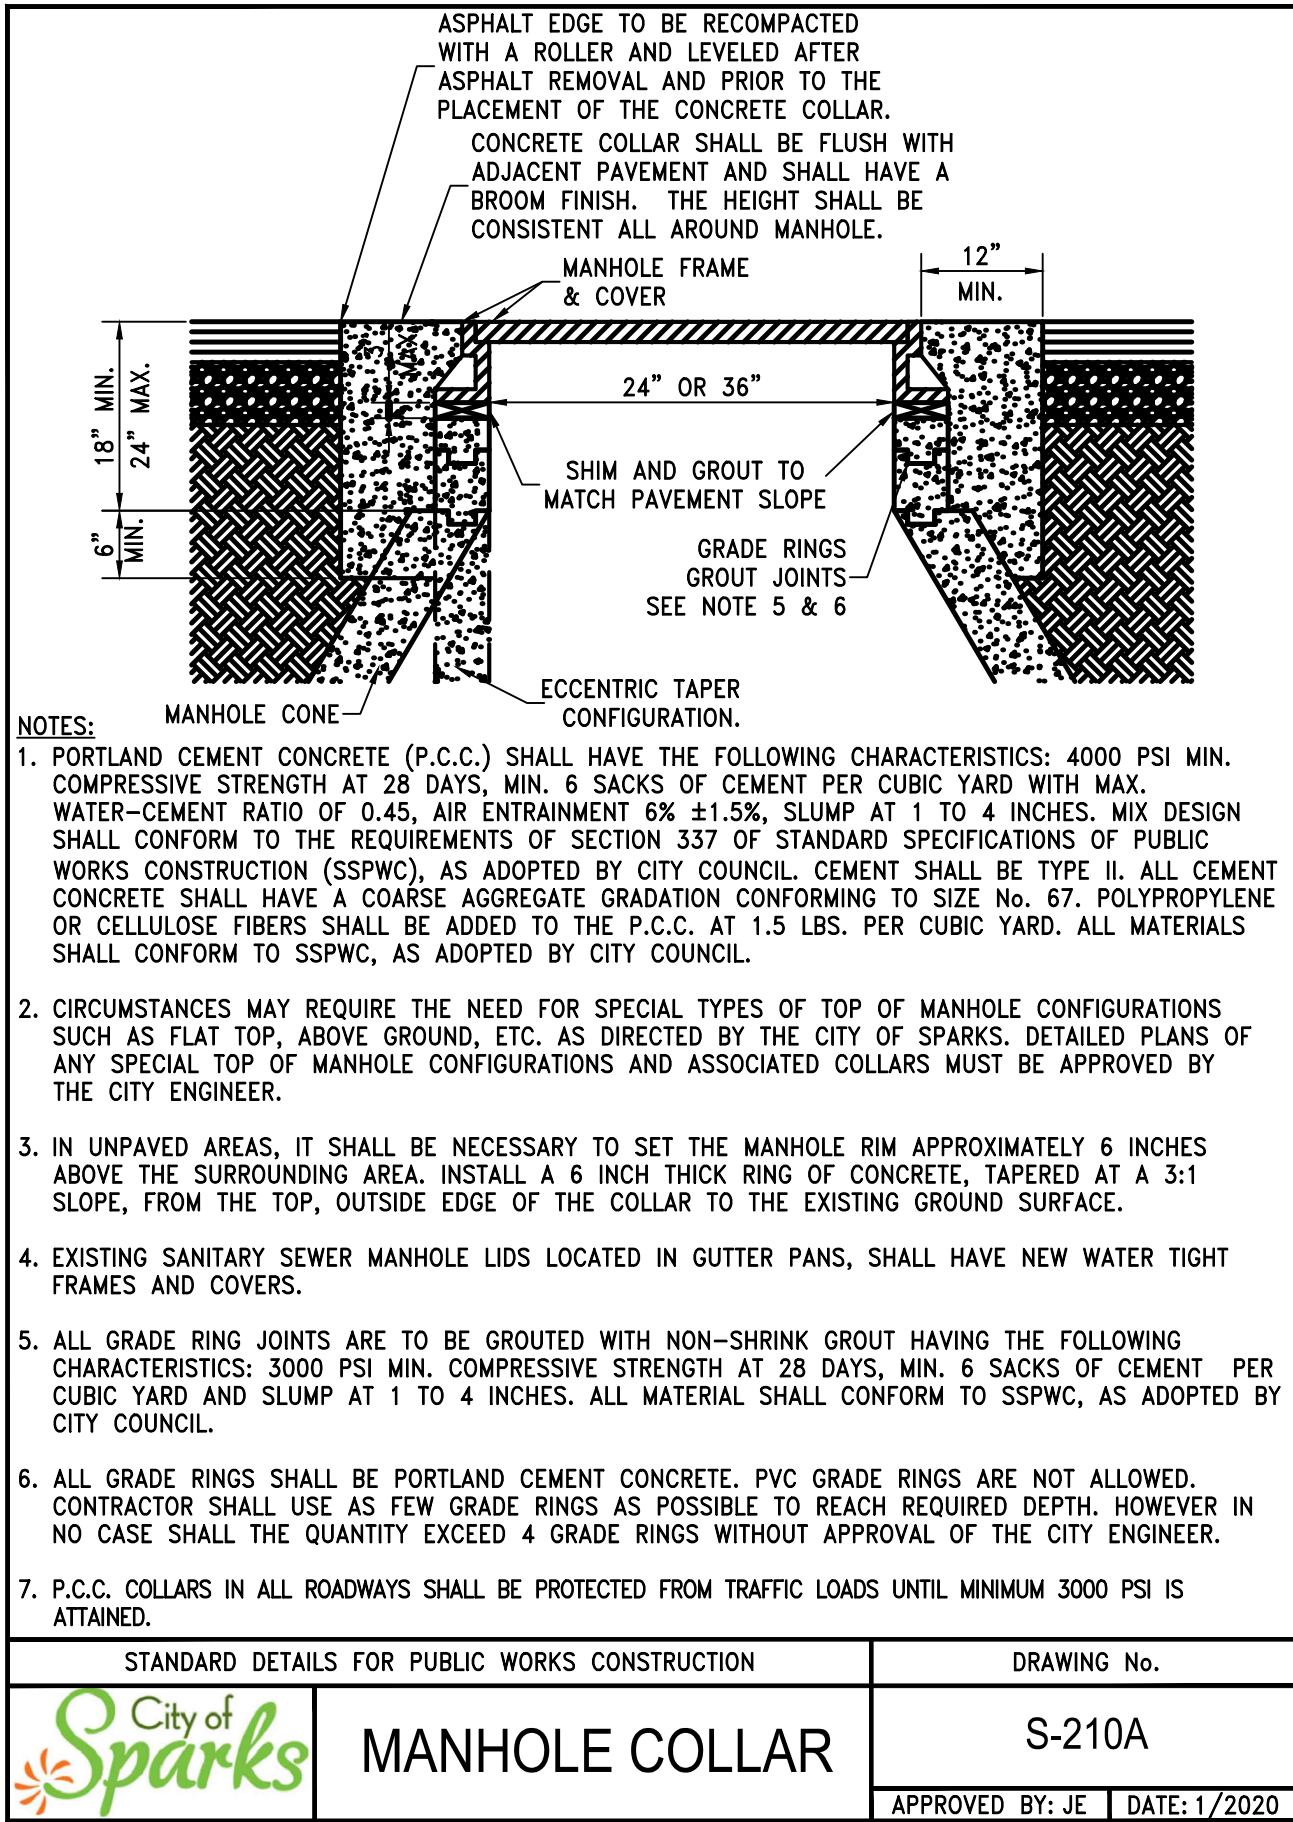 ASPHALT EDGE TO BE RECOMPACTED
WITH A ROLLER AND LEVELED AFTER
ASPHALT REMOVAL AND PRIOR TO THE
PLACEMENT OF THE CONCRETE COLLAR.
CONCRETE COLLAR SHALL BE FLUSH WITH
ADJACENT PAVEMENT AND SHALL HAVE A
BROOM FINISH. THE HEIGHT SHALL BE
CONSISTENT ALL AROUND MANHOLE.
MANHOLE FRAME
& COVER
12"
MIN.
18" MIN.
24" MAX.
6"
MIN.
MAX.
24" OR 36"
SHIM AND GROUT TO
MATCH PAVEMENT SLOPE
GRADE RINGS
GROUT JOINTS
SEE NOTE 5 & 6
ECCENTRIC TAPER
CONFIGURATION.
MANHOLE CONE
NOTES:
1. PORTLAND CEMENT CONCRETE (P.C.C.) SHALL HAVE THE FOLLOWING CHARACTERISTICS: 4000 PSI MIN.
COMPRESSIVE STRENGTH AT 28 DAYS, MIN. 6 SACKS OF CEMENT PER CUBIC YARD WITH MAX.
WATER-CEMENT RATIO OF 0.45, AIR ENTRAINMENT 6% ±1.5%, SLUMP AT 1 TO 4 INCHES. MIX DESIGN
SHALL CONFORM TO THE REQUIREMENTS OF SECTION 337 OF STANDARD SPECIFICATIONS OF PUBLIC
WORKS CONSTRUCTION (SSPWC), AS ADOPTED BY CITY COUNCIL. CEMENT SHALL BE TYPE II. ALL CEMENT
CONCRETE SHALL HAVE A COARSE AGGREGATE GRADATION CONFORMING TO SIZE No. 67. POLYPROPYLENE
OR CELLULOSE FIBERS SHALL BE ADDED TO THE P.C.C. AT 1.5 LBS. PER CUBIC YARD. ALL MATERIALS
SHALL CONFORM TO SSPWC, AS ADOPTED BY CITY COUNCIL.
2. CIRCUMSTANCES MAY REQUIRE THE NEED FOR SPECIAL TYPES OF TOP OF MANHOLE CONFIGURATIONS
SUCH AS FLAT TOP, ABOVE GROUND, ETC. AS DIRECTED BY THE CITY OF SPARKS. DETAILED PLANS OF
ANY SPECIAL TOP OF MANHOLE CONFIGURATIONS AND ASSOCIATED COLLARS MUST BE APPROVED BY
THE CITY ENGINEER.
3. IN UNPAVED AREAS, IT SHALL BE NECESSARY TO SET THE MANHOLE RIM APPROXIMATELY 6 INCHES
ABOVE THE SURROUNDING AREA. INSTALL A 6 INCH THICK RING OF CONCRETE, TAPERED AT A 3:1
SLOPE, FROM THE TOP, OUTSIDE EDGE OF THE COLLAR TO THE EXISTING GROUND SURFACE.
4. EXISTING SANITARY SEWER MANHOLE LIDS LOCATED IN GUTTER PANS, SHALL HAVE NEW WATER TIGHT
FRAMES AND COVERS.
5. ALL GRADE RING JOINTS ARE TO BE GROUTED WITH NON-SHRINK GROUT HAVING THE FOLLOWING
CHARACTERISTICS: 3000 PSI MIN. COMPRESSIVE STRENGTH AT 28 DAYS, MIN. 6 SACKS OF CEMENT PER
CUBIC YARD AND SLUMP AT 1 TO 4 INCHES. ALL MATERIAL SHALL CONFORM TO SSPWC, AS ADOPTED BY
CITY COUNCIL.
6. ALL GRADE RINGS SHALL BE PORTLAND CEMENT CONCRETE. PVC GRADE RINGS ARE NOT ALLOWED.
CONTRACTOR SHALL USE AS FEW GRADE RINGS AS POSSIBLE TO REACH REQUIRED DEPTH. HOWEVER IN
NO CASE SHALL THE QUANTITY EXCEED 4 GRADE RINGS WITHOUT APPROVAL OF THE CITY ENGINEER.
7. P.C.C. COLLARS IN ALL ROADWAYS SHALL BE PROTECTED FROM TRAFFIC LOADS UNTIL MINIMUM 3000 PSI IS
ATTAINED.
STANDARD DETAILS FOR PUBLIC WORKS CONSTRUCTION
DRAWING No.
City of
Sparks
MANHOLE COLLAR
S-210A
APPROVED BY: JE
DATE: 1/2020